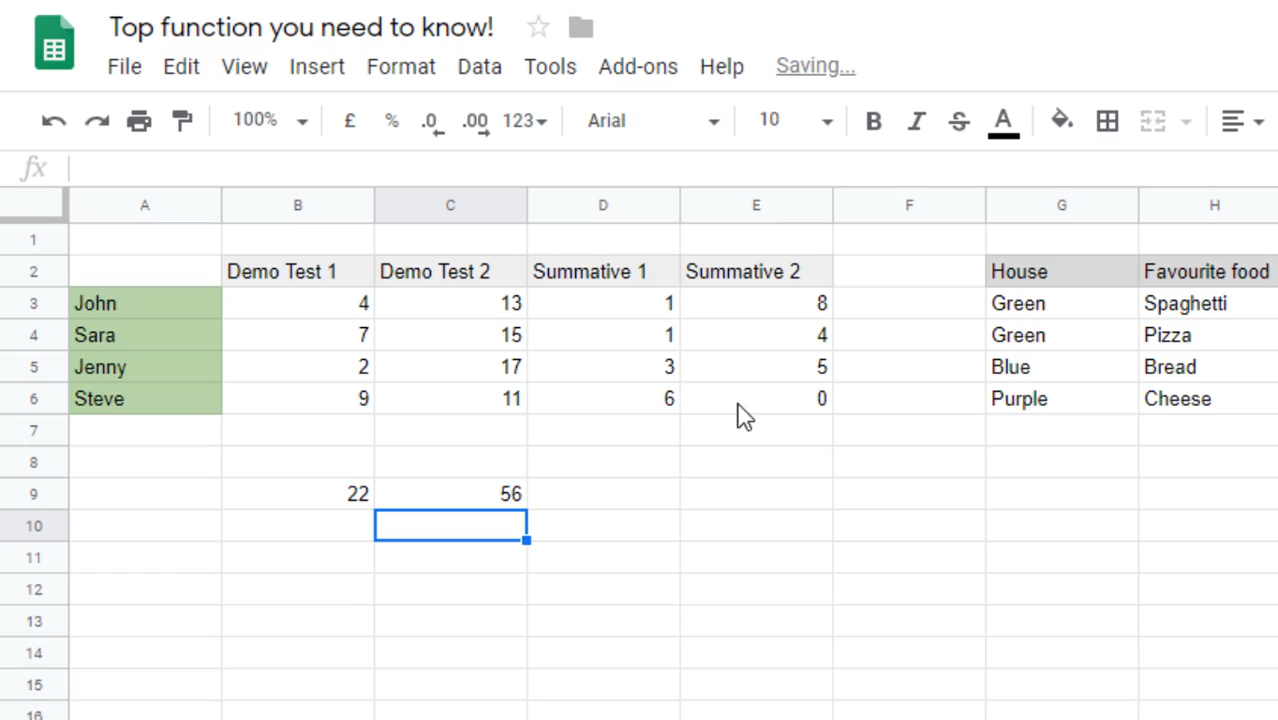 Top function you need to know!
File Edit View Insert Format Data Tools Add-ons Help Saving...
100% £ % .0 .00 123 Arial 10 B I S A
fx
A B C D E F G H
1
2 Demo Test 1 Demo Test 2 Summative 1 Summative 2 House Favourite food
3 John 4 13 1 8 Green Spaghetti
4 Sara 7 15 1 4 Green Pizza
5 Jenny 2 17 3 5 Blue Bread
6 Steve 9 11 6 0 Purple Cheese
7
8
9 22 56
10
11
12
13
14
15
16